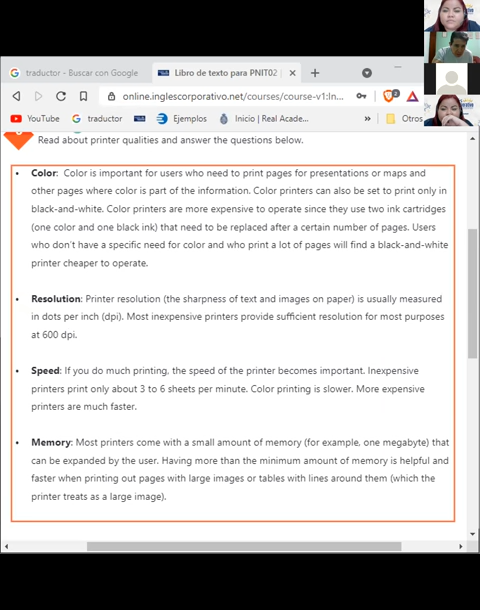 traductor - Buscar con Google
Libro de texto para PNIT02 |
online.inglescorporativo.net/courses/course-v1:In...
2
YouTube
traductor
Ejemplos
Inicio | Real Acade...
»
Otros
Read about printer qualities and answer the questions below.
• Color: Color is important for users who need to print pages for presentations or maps and
other pages where color is part of the information. Color printers can also be set to print only in
black-and-white. Color printers are more expensive to operate since they use two ink cartridges
(one color and one black ink) that need to be replaced after a certain number of pages. Users
who don't have a specific need for color and who print a lot of pages will find a black-and-white
printer cheaper to operate.
• Resolution: Printer resolution (the sharpness of text and images on paper) is usually measured
in dots per inch (dpi). Most inexpensive printers provide sufficient resolution for most purposes
at 600 dpi.
• Speed: If you do much printing, the speed of the printer becomes important. Inexpensive
printers print only about 3 to 6 sheets per minute. Color printing is slower. More expensive
printers are much faster.
• Memory: Most printers come with a small amount of memory (for example, one megabyte) that
can be expanded by the user. Having more than the minimum amount of memory is helpful and
faster when printing out pages with large images or tables with lines around them (which the
printer treats as a large image).